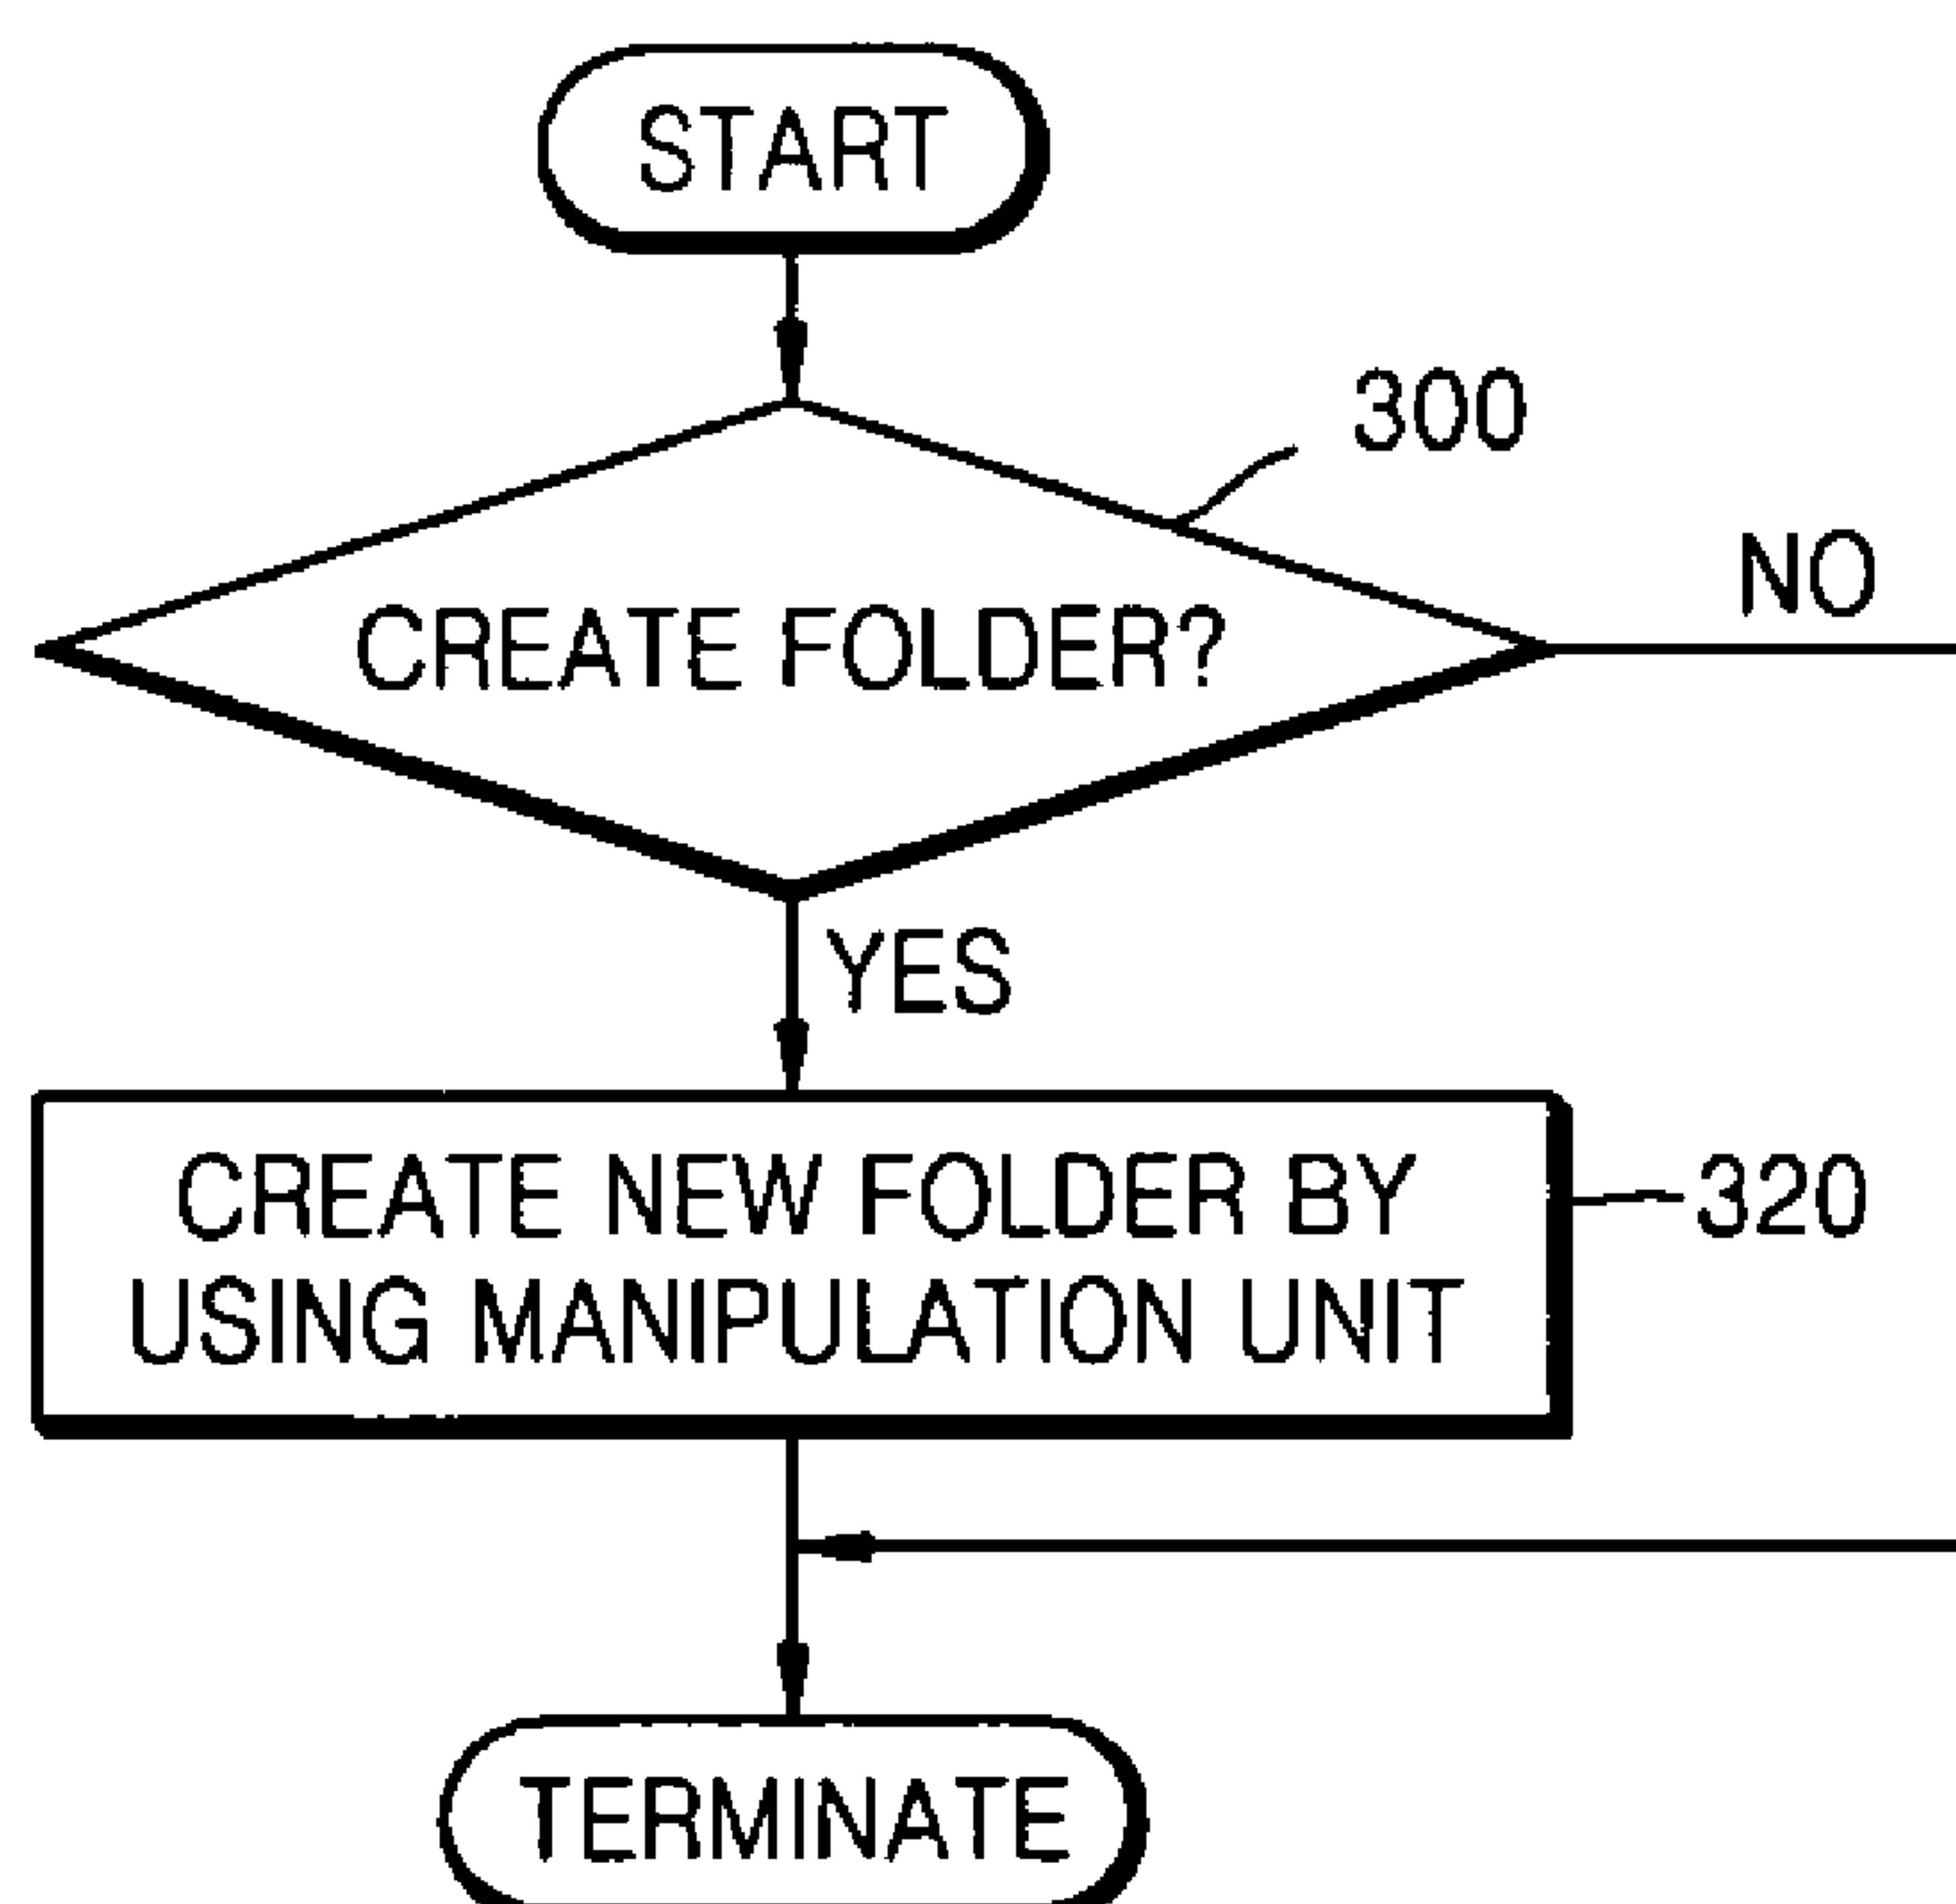 START
300
NO
CREATE FOLDER?
YES
CREATE NEW FOLDER BY
320
USING MANIPULATION UNIT
TERMINATE